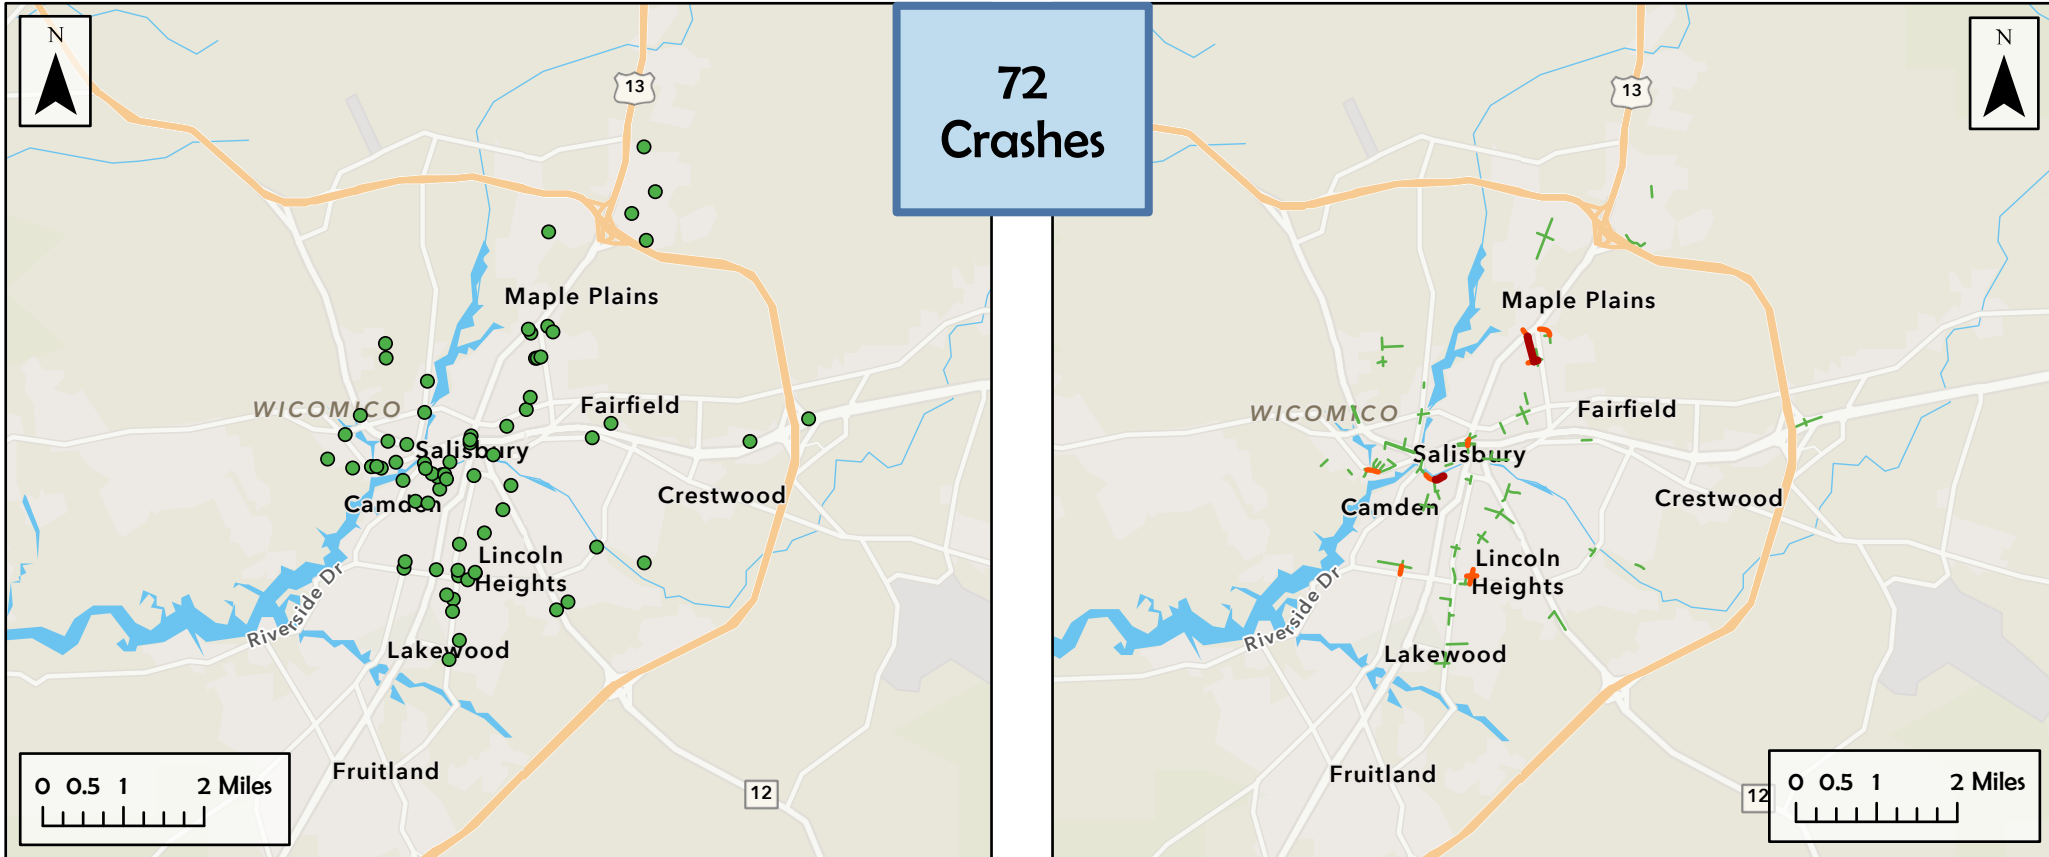 N
13
Maple Plains
WICOMICO
Fairfield
Salisbury
Crestwood
Camden
Lincoln
Heights
Riverside Dr
Lakewood
Fruitland
12
0 0.5 1 2 Miles
72
Crashes
N
13
Maple Plains
WICOMICO
Fairfield
Salisbury
Crestwood
Camden
Lincoln
Heights
Riverside Dr
Lakewood
Fruitland
12
0 0.5 1 2 Miles